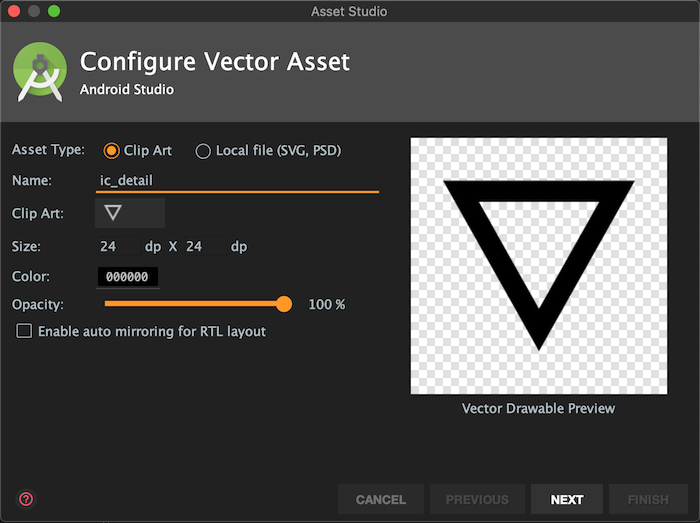 Asset Studio
Configure Vector Asset
Android Studio
Asset Type: Clip Art Local file (SVG, PSD)
Name: ic_detail
Clip Art:
Size: 24 dp X 24 dp
Color: 000000
Opacity: 100 %
Enable auto mirroring for RTL layout
Vector Drawable Preview
?
CANCEL PREVIOUS NEXT FINISH